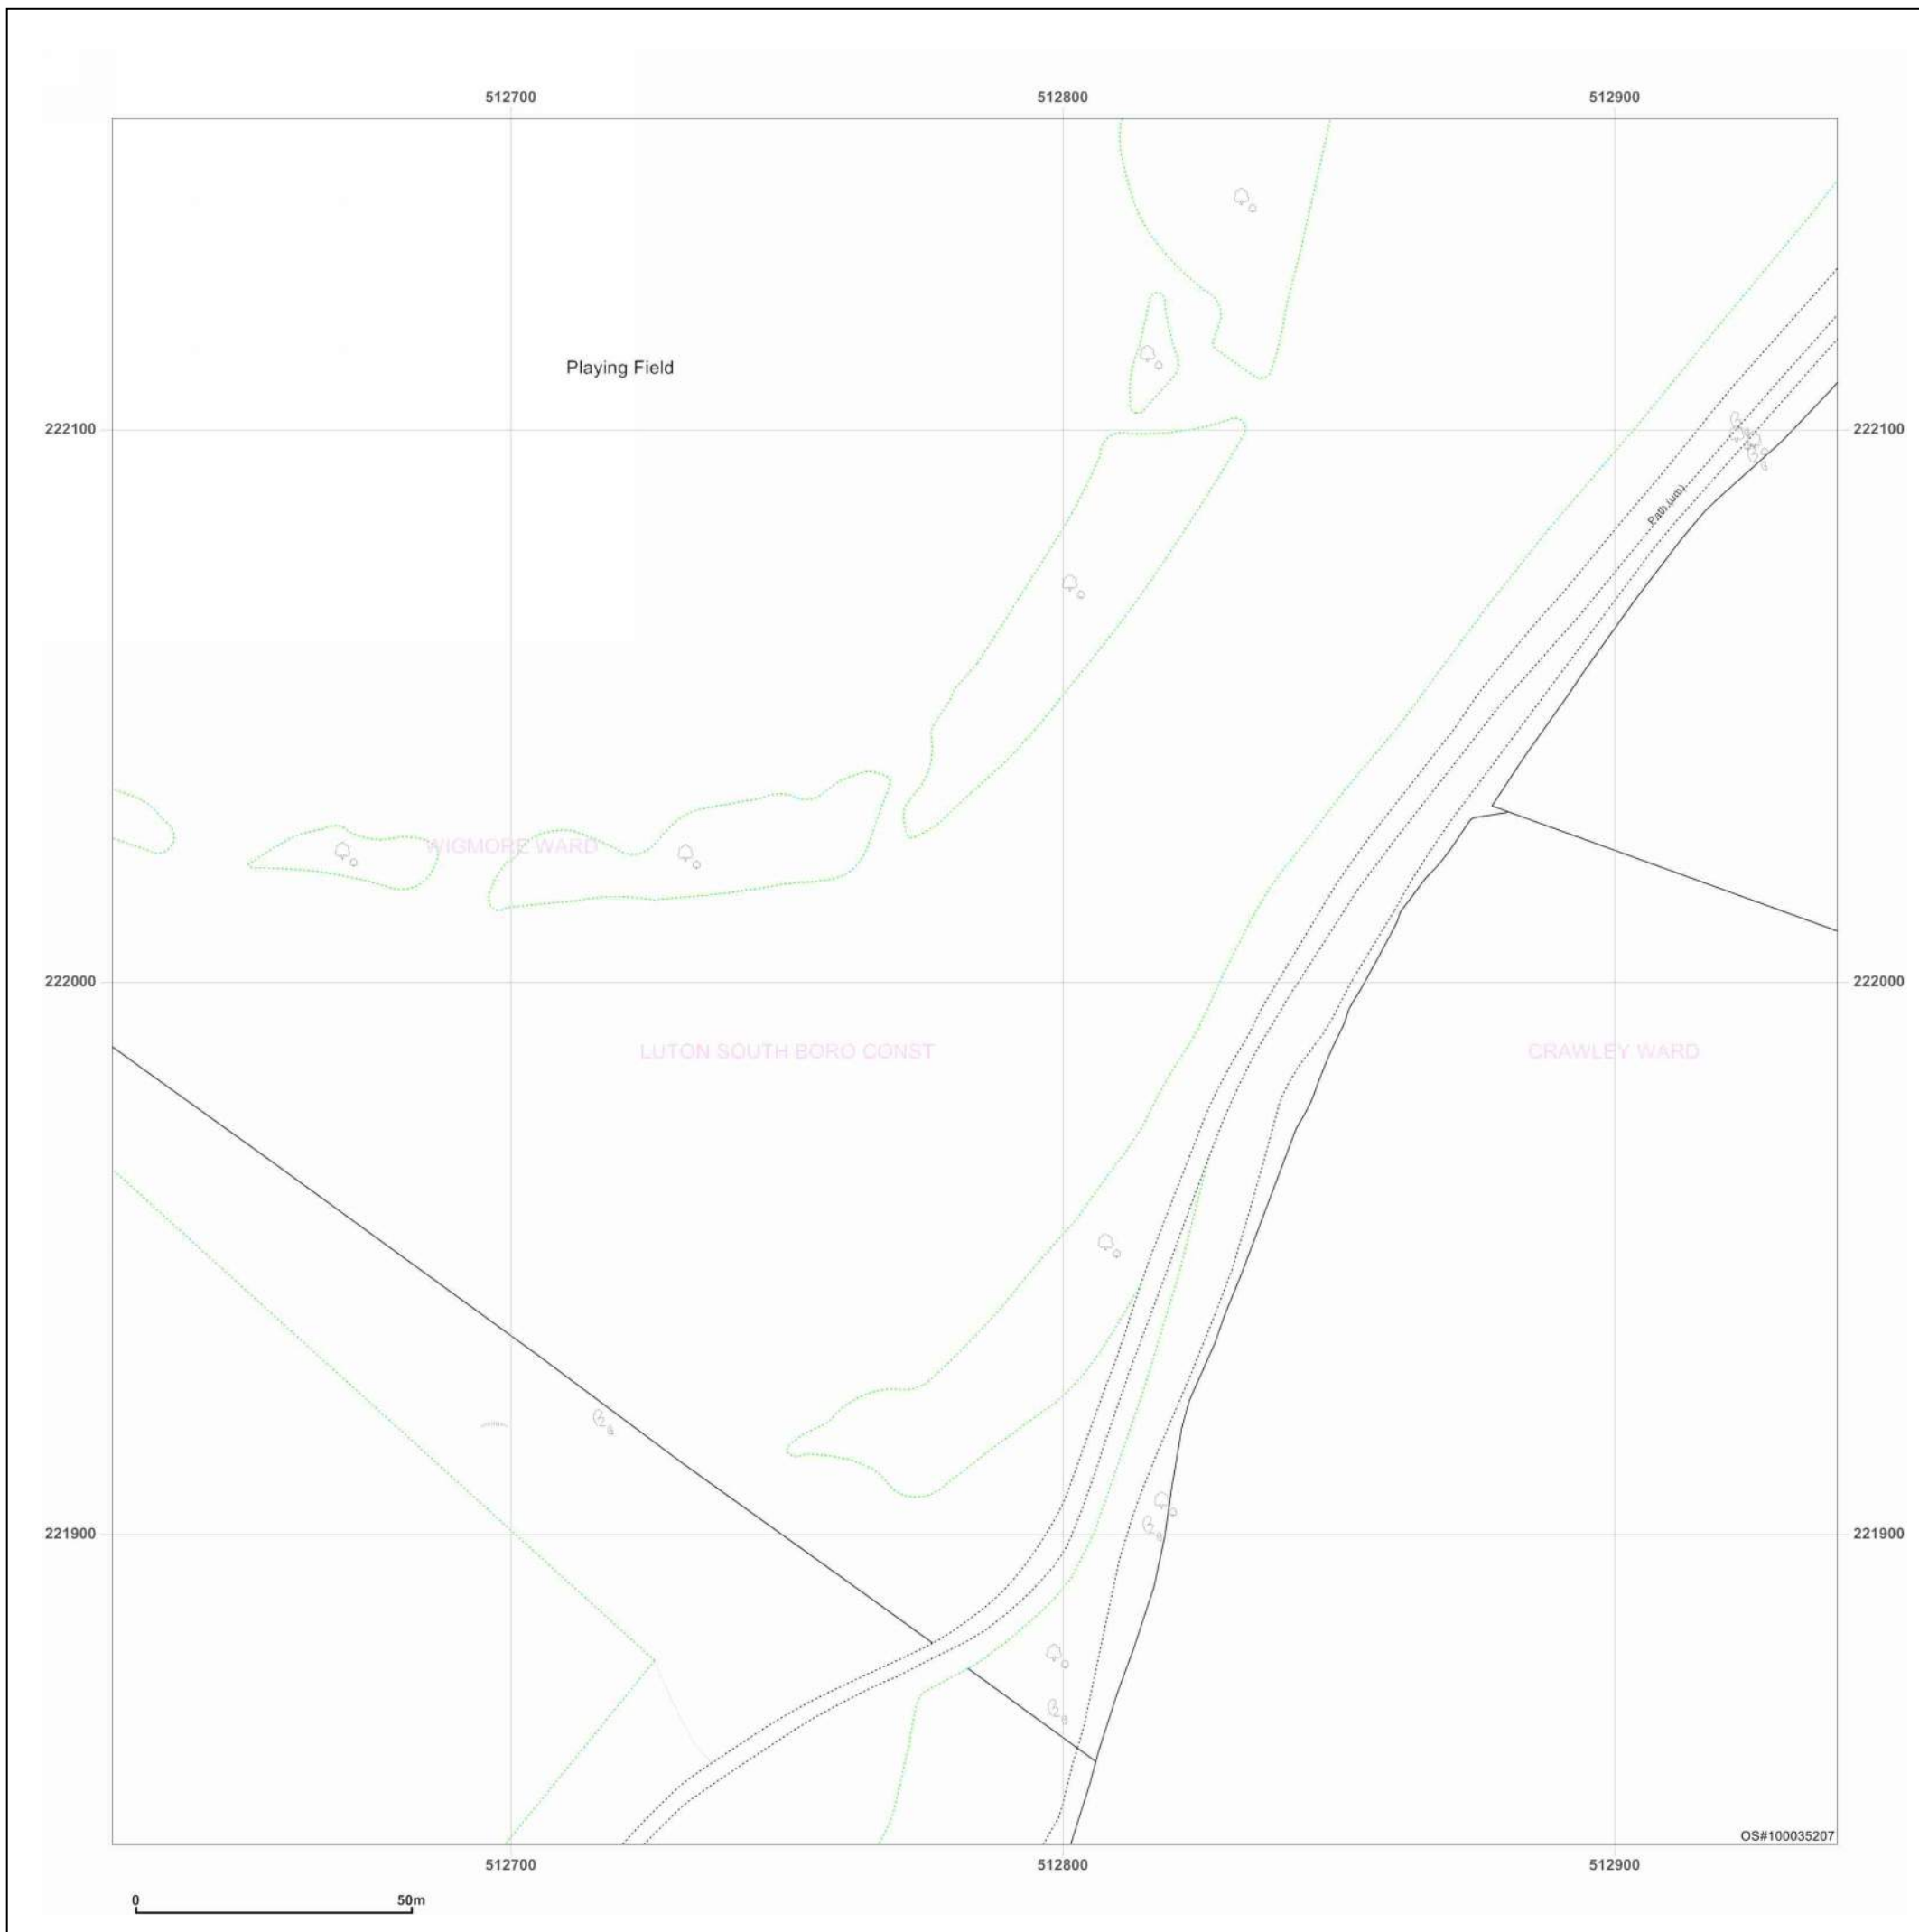 512700 512800 512900
Playing Field
222100 222100
Path (um)
WIGMORE WARD
222000 222000
LUTON SOUTH BORO CONST CRAWLEY WARD
221900 221900
OS#100035207
512700 512800 512900
0 50m